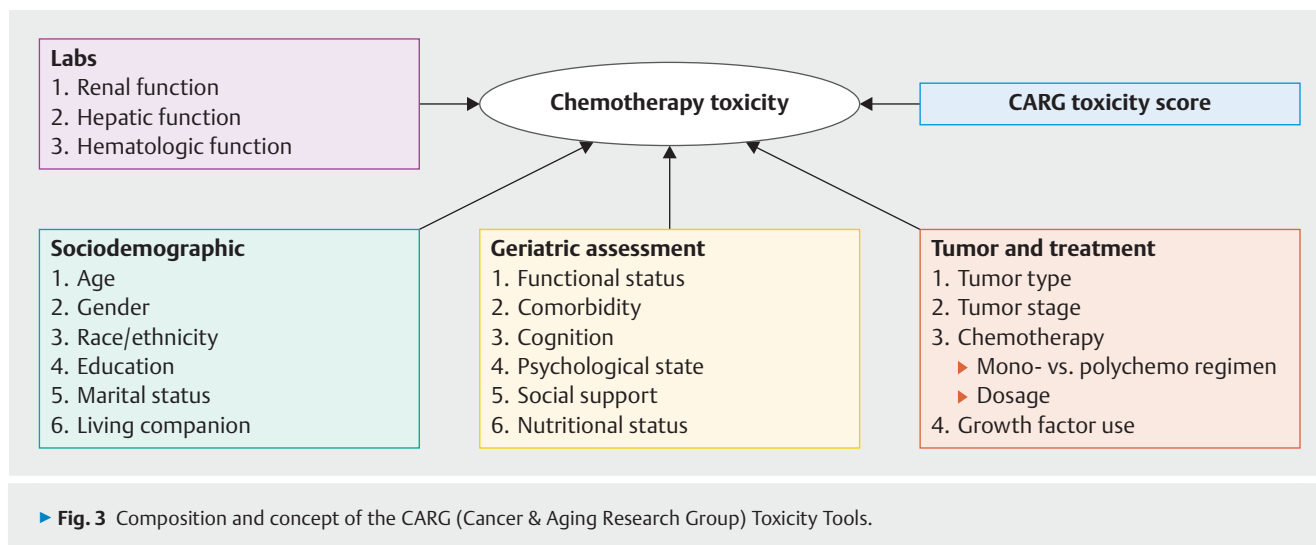 Labs
1. Renal function
2. Hepatic function
3. Hematologic function
Chemotherapy toxicity
CARG toxicity score
Sociodemographic
1. Age
2. Gender
3. Race/ethnicity
4. Education
5. Marital status
6. Living companion
Geriatric assessment
1. Functional status
2. Comorbidity
3. Cognition
4. Psychological state
5. Social support
6. Nutritional status
Tumor and treatment
1. Tumor type
2. Tumor stage
3. Chemotherapy
▶ Mono- vs. polychemo regimen
▶ Dosage
4. Growth factor use
▶ Fig. 3 Composition and concept of the CARG (Cancer & Aging Research Group) Toxicity Tools.